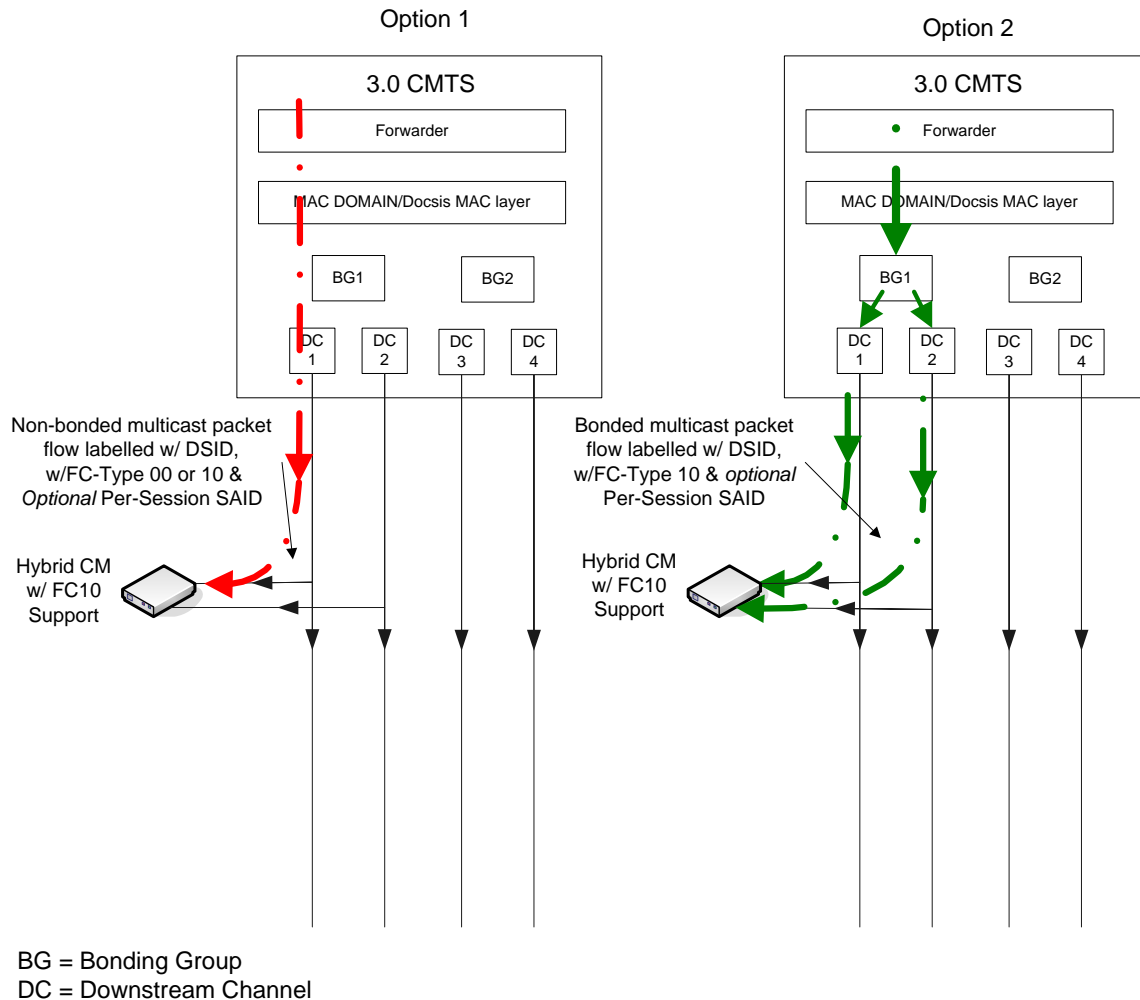 Option 1
3.0 CMTS
Forwarder
MAC DOMAIN/Docsis MAC layer
BG1
BG2
DC
1
DC
2
DC
3
DC
4
Non-bonded multicast packet
flow labelled w/ DSID,
w/FC-Type 00 or 10 &
Optional Per-Session SAID
Hybrid CM
w/ FC10
Support
Option 2
3.0 CMTS
Forwarder
MAC DOMAIN/Docsis MAC layer
BG1
BG2
DC
1
DC
2
DC
3
DC
4
Bonded multicast packet
flow labelled w/ DSID,
w/FC-Type 10 & optional
Per-Session SAID
Hybrid CM
w/ FC10
Support
BG = Bonding Group
DC = Downstream Channel